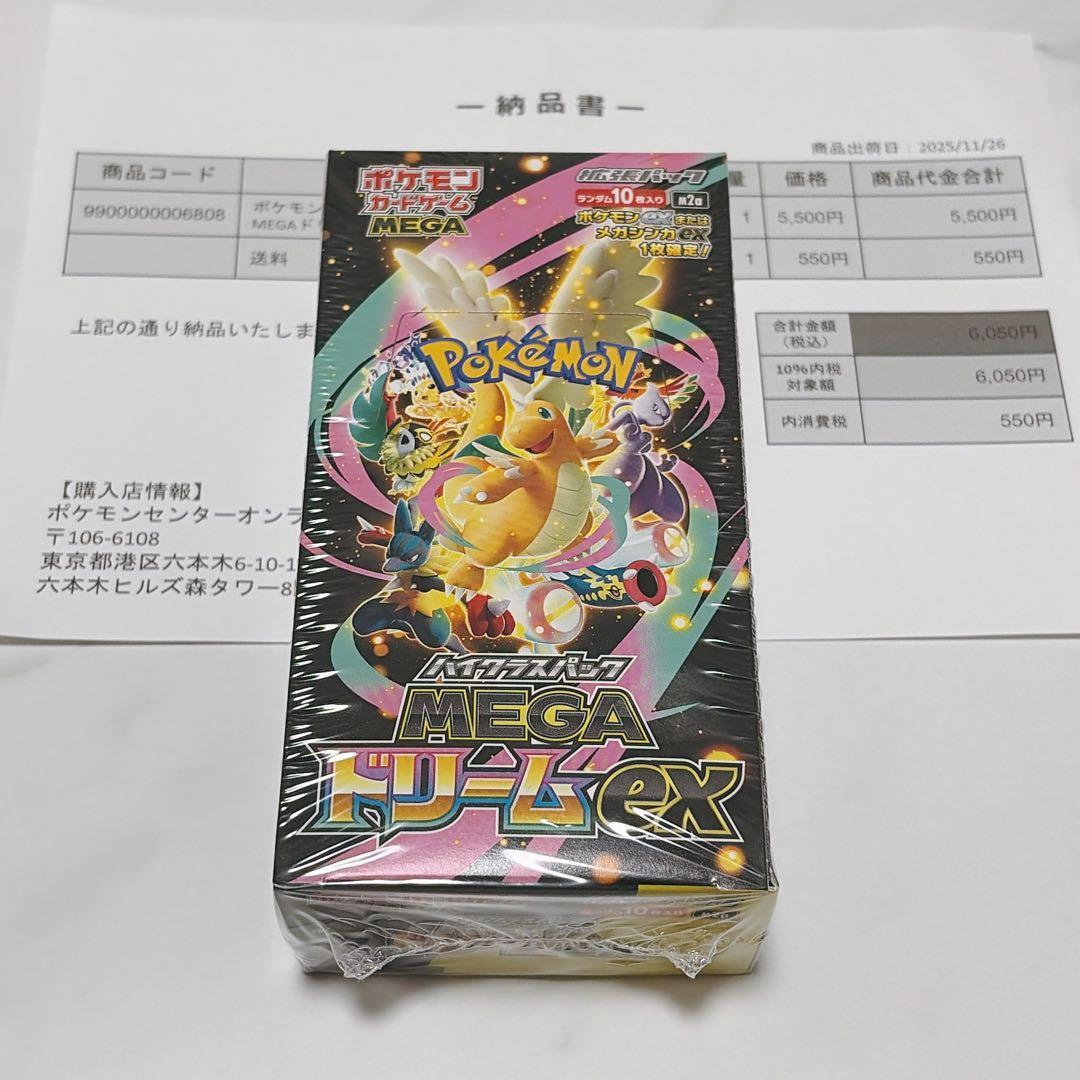 ー納品書ー
商品出荷日：2025/11/26
商品コード
量 価格 商品代金合計
9900000006808 ポケモン
MEGAド
1 5,500円 5,500円
送料 1 550円 550円
上記の通り納品いたしま
合計金額
（税込）
6,050円
10%内税
対象額
6,050円
内消費税 550円
【購入店情報】
ポケモンセンターオンラ
〒106-6108
東京都港区六本木6-10-1
六本木ヒルズ森タワー8
ポケモン
カードゲーム
MEGA
拡張パック
ランダム10枚入り M2a
ポケモンexまたは
メガシンカex
1枚確定！
POKéMON
TM
ハイクラスパック
MEGA
ドリームex